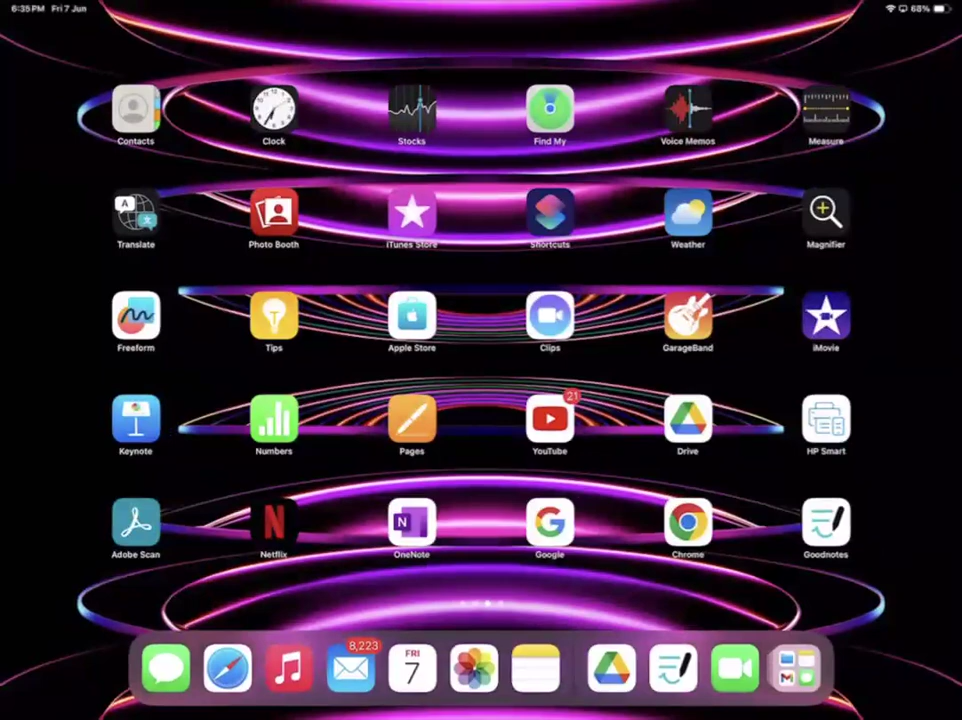 6:35 PM Fri 7 Jun 68%
Contacts Clock Stocks Find My Voice Memos Measure
A 文
Translate Photo Booth iTunes Store Shortcuts Weather Magnifier
Freeform Tips Apple Store Clips GarageBand iMovie
21
Keynote Numbers Pages YouTube Drive HP Smart
N N G
Adobe Scan Netflix OneNote Google Chrome Goodnotes
8,223
FRI
7